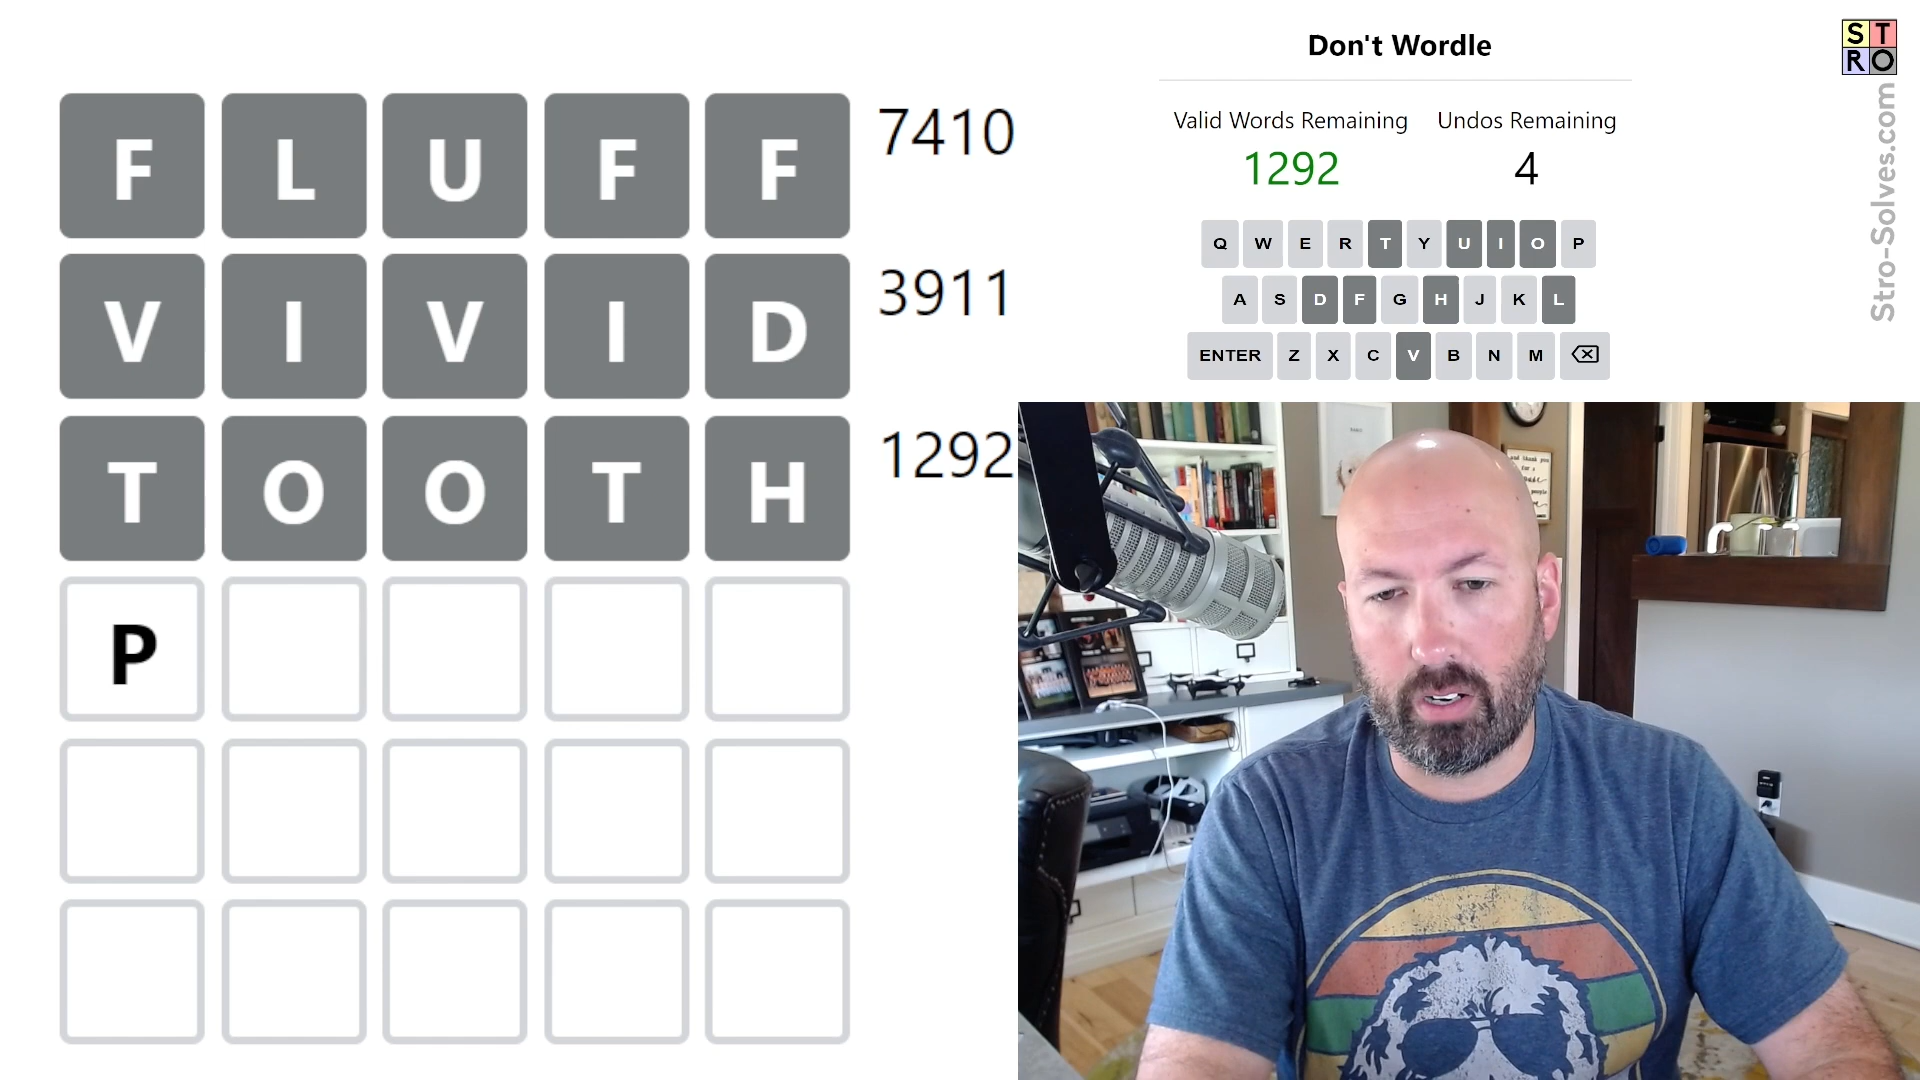 Don't Wordle
S T
R O
Stro-Solves.com
Valid Words Remaining
1292
Undos Remaining
4
F L U F F 7410
V I V I D 3911
T O O T H 1292
P
Q W E R T Y U I O P
A S D F G H J K L
ENTER Z X C V B N M